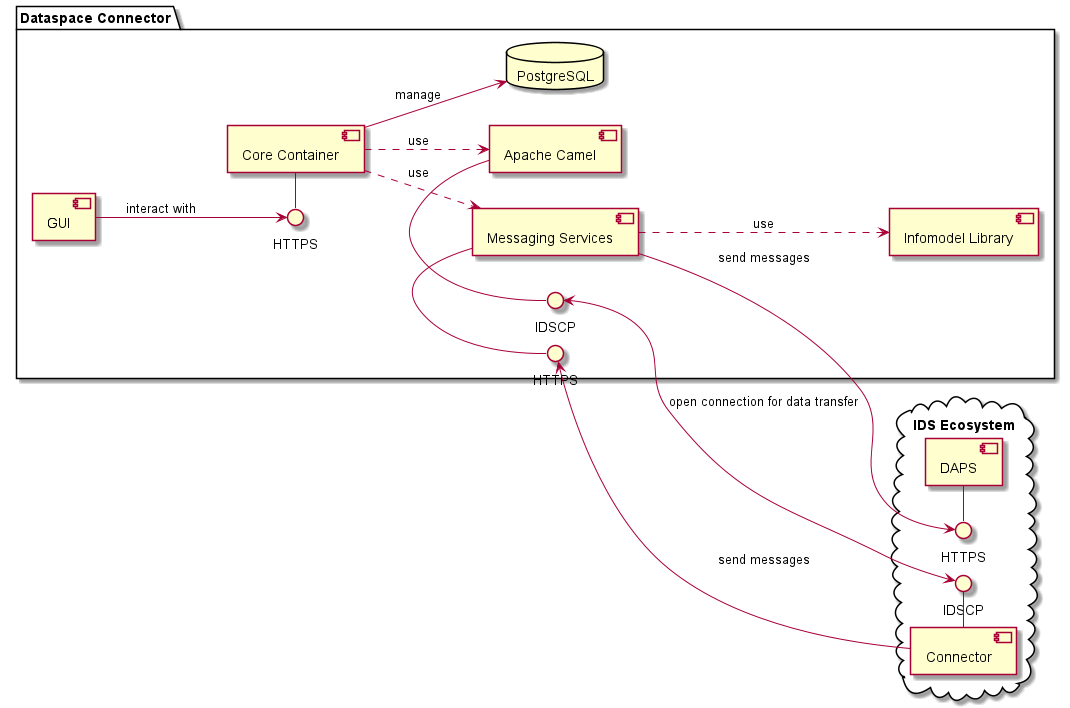 Dataspace Connector
PostgreSQL
manage
Core Container
use
Apache Camel
use
GUI
interact with
HTTPS
Messaging Services
use
Infomodel Library
send messages
IDSCP
HTTPS
open connection for data transfer
IDS Ecosystem
DAPS
HTTPS
send messages
IDSCP
Connector